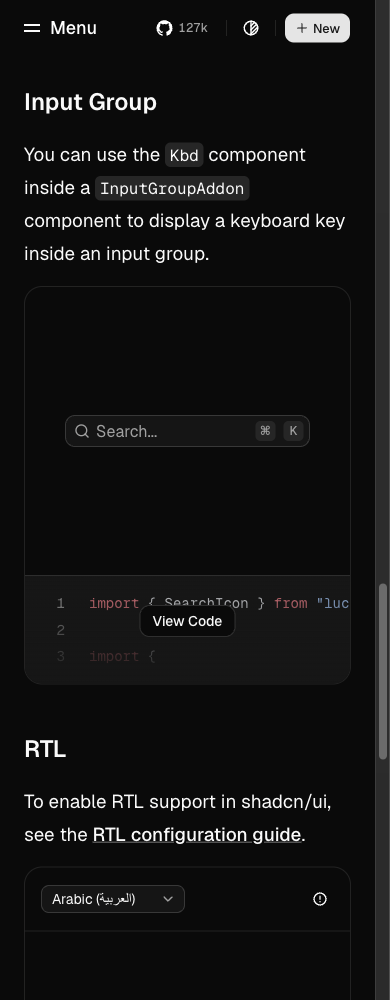 Menu
127k
+ New
Input Group
You can use the Kbd component
inside a InputGroupAddon
component to display a keyboard key
inside an input group.
Search...
⌘ K
1 import { SearchIcon } from "luc
View Code
2
3 import {
RTL
To enable RTL support in shadcn/ui,
see the RTL configuration guide.
Arabic (العربية)